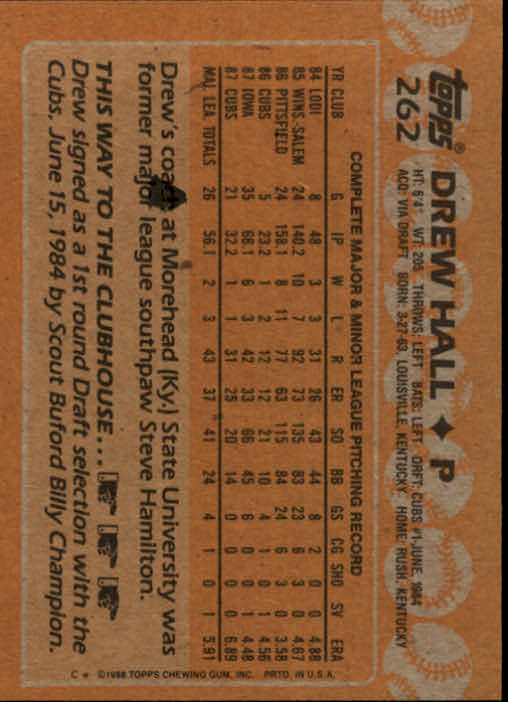 topps®
262
DREW HALL ♦ P
HT: 6'4" WT: 205 THROWS: LEFT BATS: LEFT DRFT: CUBS #1-JUNE, 1984
ACQ: VIA DRAFT BORN: 3-27-63, LOUISVILLE, KENTUCKY HOME: RUSH, KENTUCKY
COMPLETE MAJOR & MINOR LEAGUE PITCHING RECORD
YR CLUB G IP W L R ER SO BB GS CG SHO SV ERA
84 LODI 8 48 3 3 31 26 43 44 8 2 0 0 4.88
85 WINS.-SALEM 24 140.2 10 7 92 73 135 83 23 6 3 0 4.67
86 PITTSFIELD 24 158.1 8 11 77 63 115 84 24 6 3 0 3.58
86 CUBS 5 23.2 1 2 12 12 21 10 4 1 0 1 4.56
87 IOWA 35 66.1 6 3 42 33 66 45 6 0 0 1 4.48
87 CUBS 21 32.2 1 1 31 25 20 14 0 0 0 0 6.89
MAJ. LEA. TOTALS 26 56.1 2 3 43 37 41 24 4 1 0 1 5.91
Drew's coach at Morehead (Ky.) State University was
former major league southpaw Steve Hamilton.
THIS WAY TO THE CLUBHOUSE...
Drew signed as a 1st round Draft selection with the
Cubs, June 15, 1984 by Scout Buford Billy Champion.
C * ©1988 TOPPS CHEWING GUM, INC. PRTD. IN U.S.A.